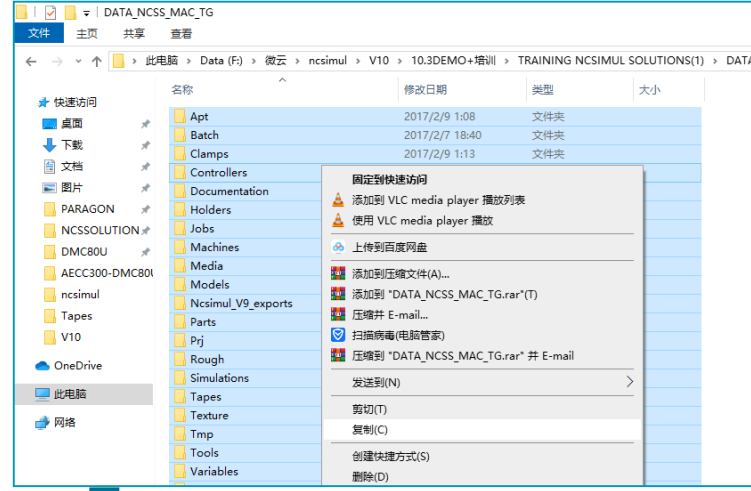 DATA_NCSS_MAC_TG
文件 主页 共享 查看
此电脑 > Data (F:) > 微云 > ncsimul > V10 > 10.3DEMO+培训 > TRAINING NCSIMUL SOLUTIONS(1) > DATA
名称 修改日期 类型 大小
快速访问
桌面
下载
文档
图片
PARAGON
NCSSOLUTION
DMC80U
AECC300-DMC80U
ncsimul
Tapes
V10
OneDrive
此电脑
网络
Apt 2017/2/9 1:08 文件夹
Batch 2017/2/7 18:40 文件夹
Clamps 2017/2/9 1:13 文件夹
Controllers
Documentation
Holders
Jobs
Machines
Media
Models
Ncsimul_V9_exports
Parts
Prj
Rough
Simulations
Tapes
Texture
Tmp
Tools
Variables
固定到快速访问
添加到 VLC media player 播放列表
使用 VLC media player 播放
上传到百度网盘
添加到压缩文件(A)...
添加到 "DATA_NCSS_MAC_TG.rar"(T)
压缩并 E-mail...
扫描病毒(电脑管家)
压缩到 "DATA_NCSS_MAC_TG.rar" 并 E-mail
发送到(N)
剪切(T)
复制(C)
创建快捷方式(S)
删除(D)